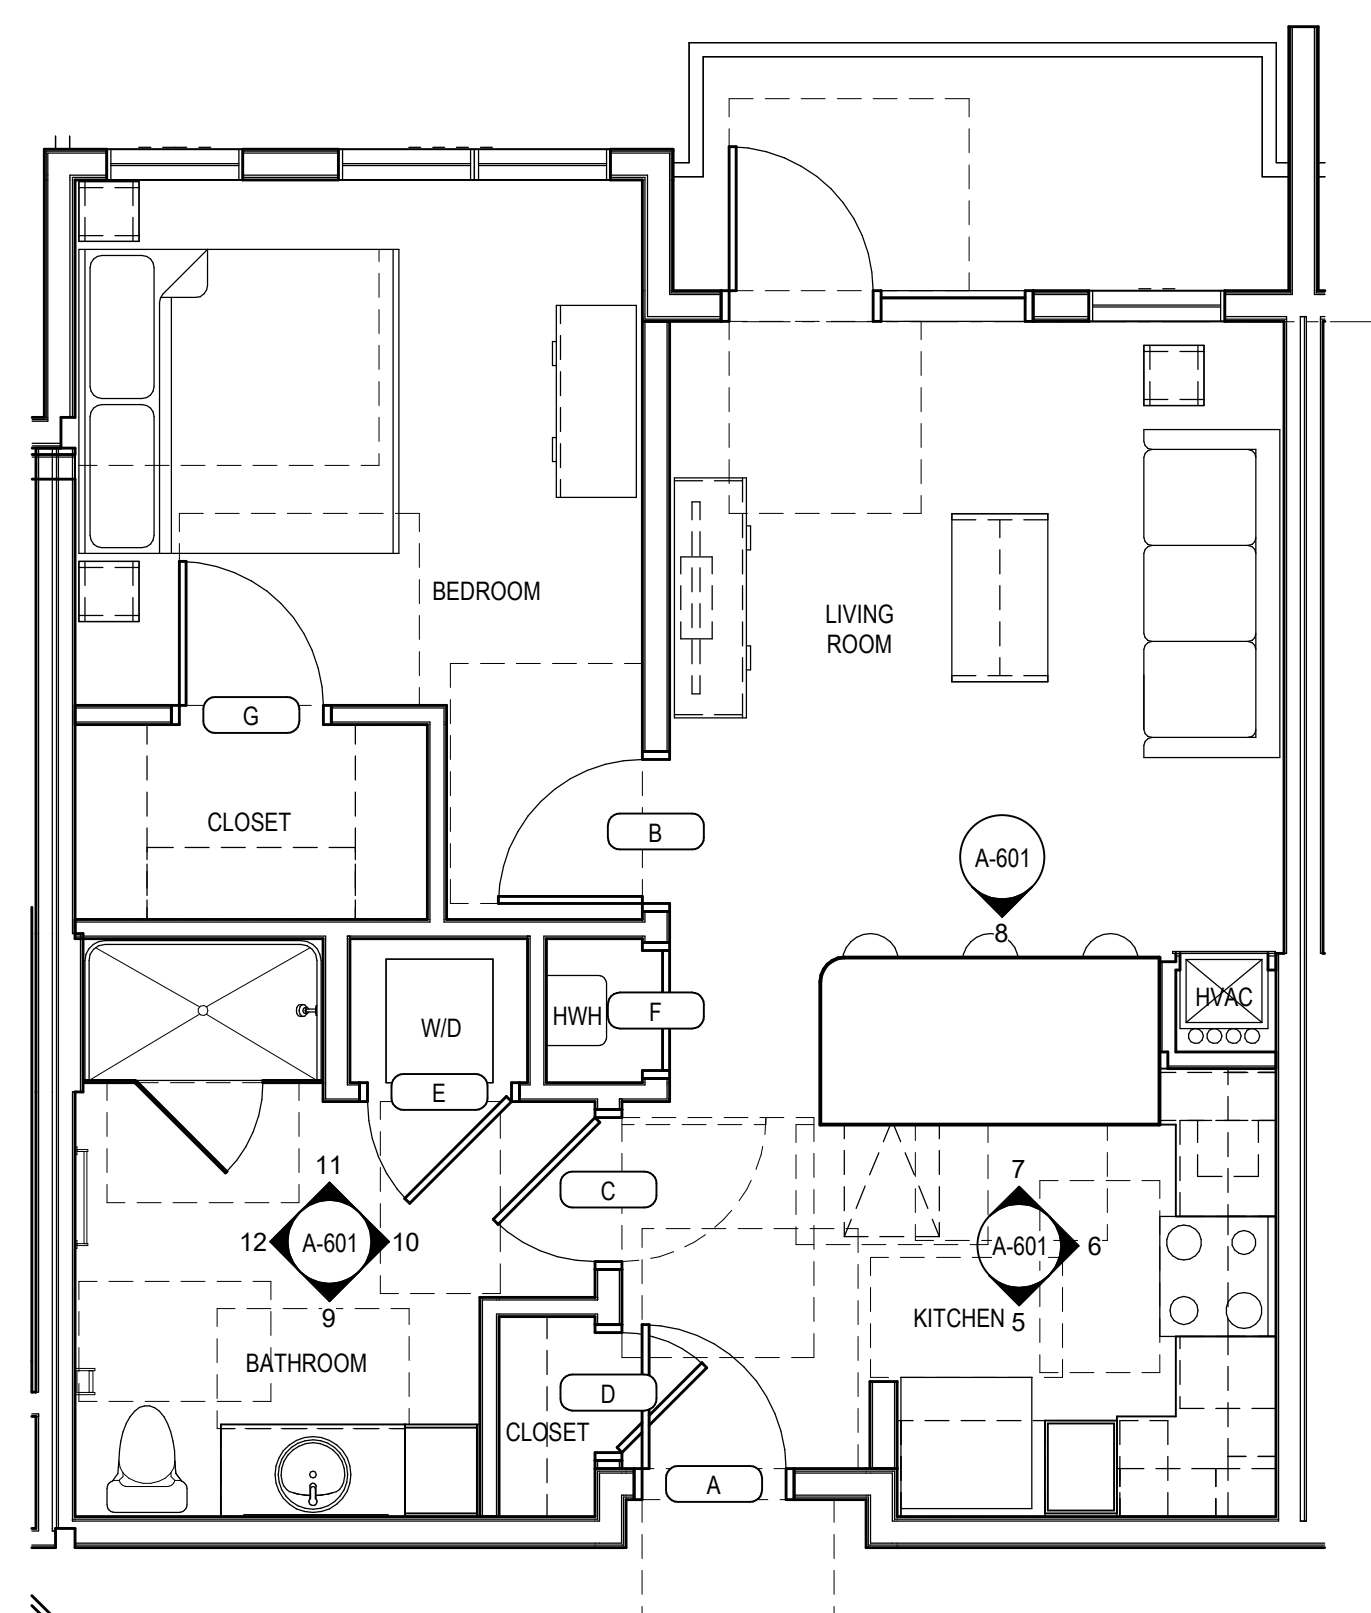 BEDROOM
LIVING
ROOM
G
CLOSET
B
A-601
8
HVAC
HWH
F
W/D
E
11
12
A-601
10
9
C
7
A-601
6
5
KITCHEN
BATHROOM
D
CLOSET
A